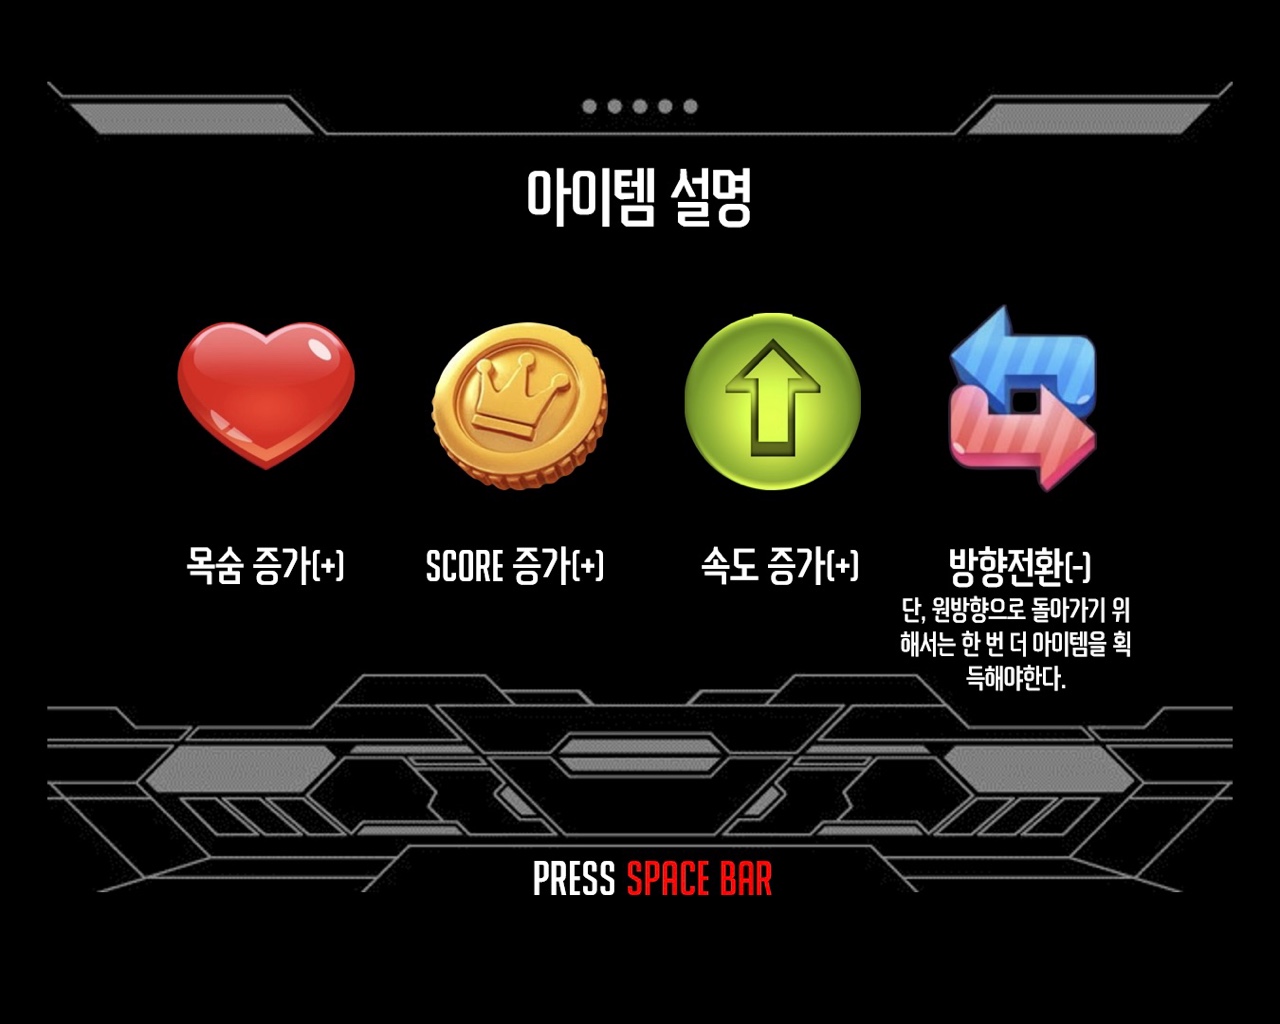 아이템 설명
목숨 증가(+)
SCORE 증가(+)
속도 증가(+)
방향전환(-)
단, 원방향으로 돌아가기 위
해서는 한 번 더 아이템을 획
득해야한다.
PRESS SPACE BAR